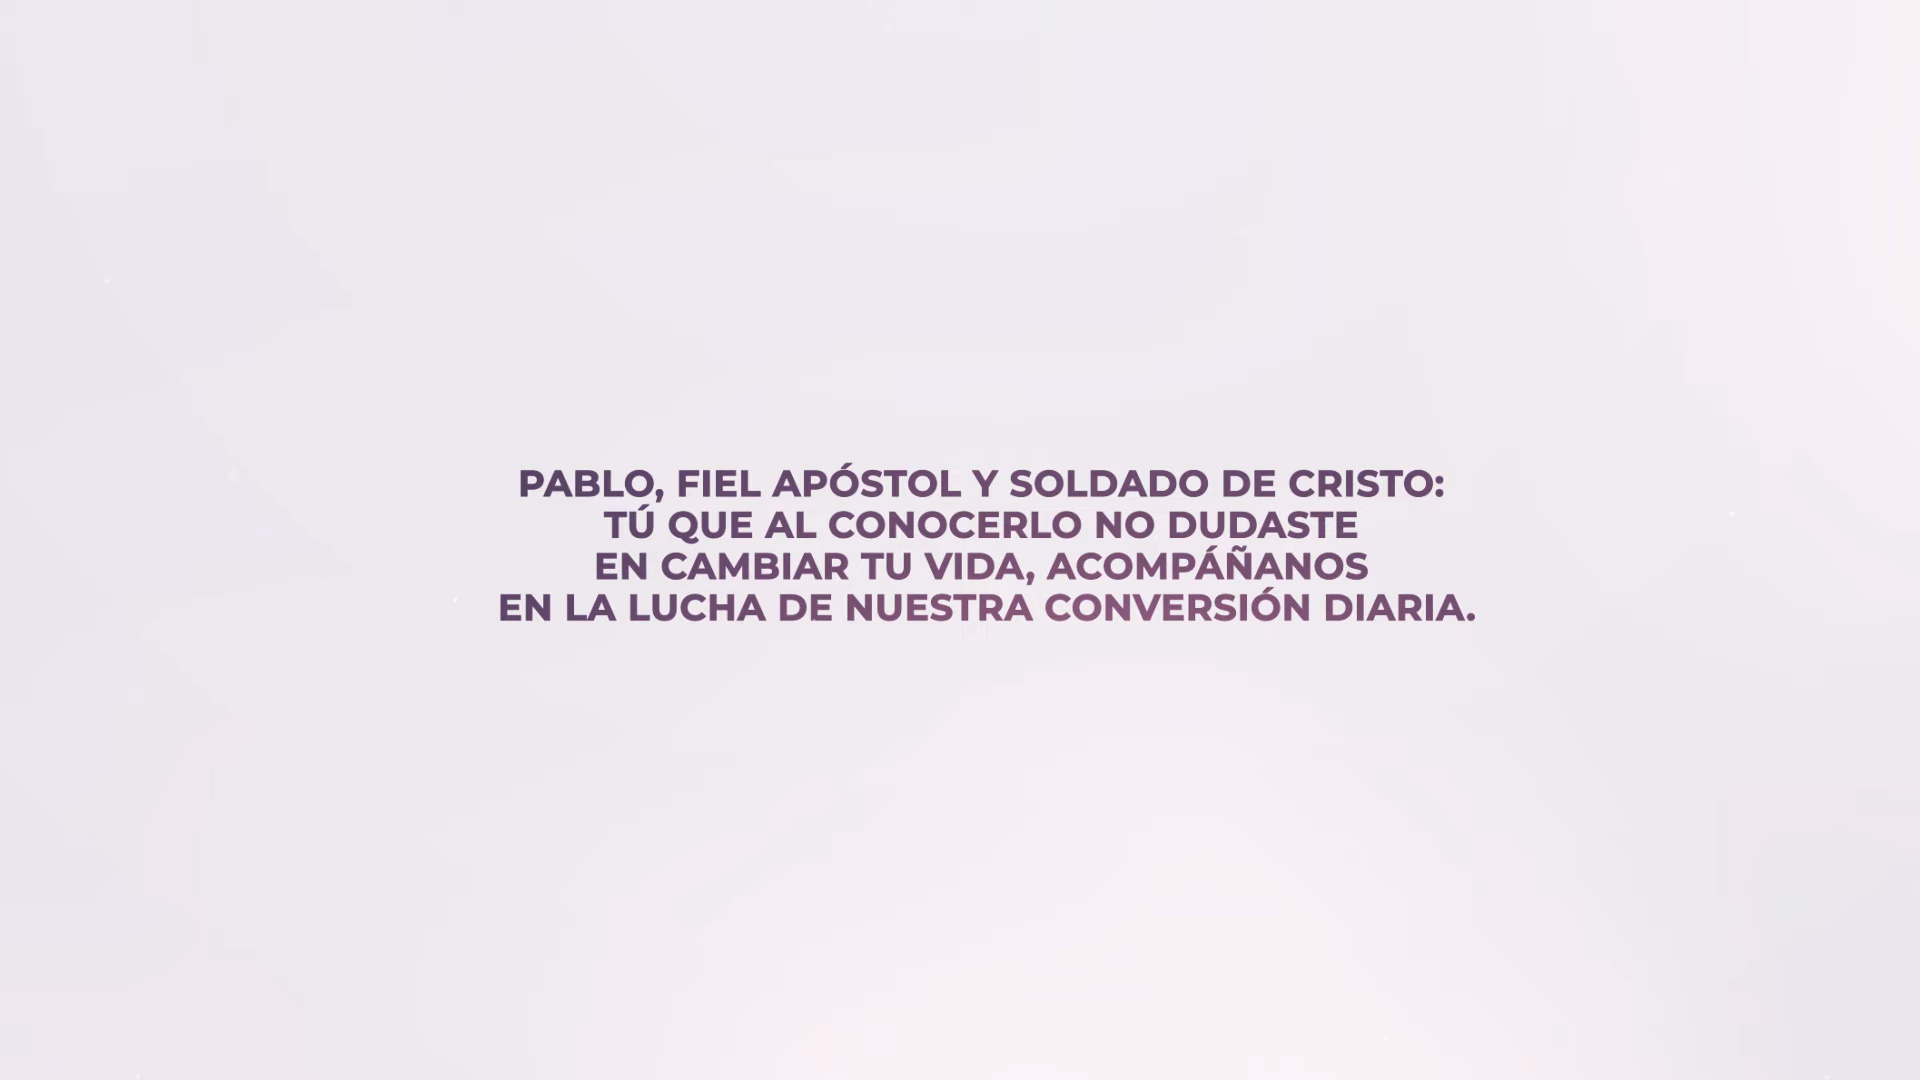 PABLO, FIEL APÓSTOL Y SOLDADO DE CRISTO:
TÚ QUE AL CONOCERLO NO DUDASTE
EN CAMBIAR TU VIDA, ACOMPÁÑANOS
EN LA LUCHA DE NUESTRA CONVERSIÓN DIARIA.